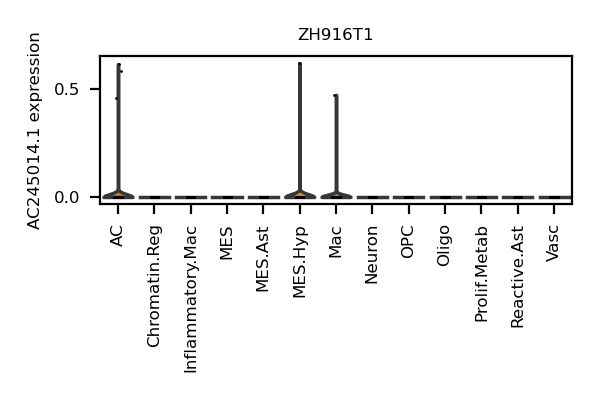 ZH916T1
AC245014.1 expression
0.5
0.0
AC
Chromatin.Reg
Inflammatory.Mac
MES
MES.Ast
MES.Hyp
Mac
Neuron
OPC
Oligo
Prolif.Metab
Reactive.Ast
Vasc